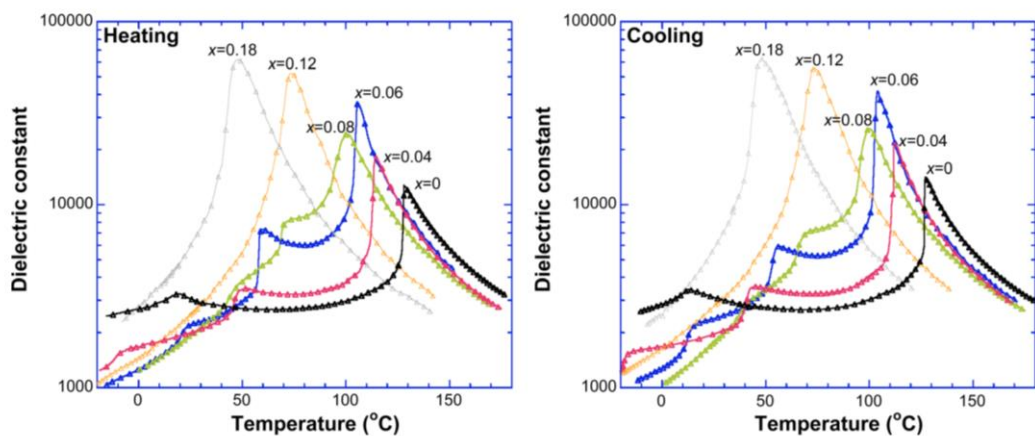 Heating
100000
10000
1000
Dielectric constant
x=0.18
x=0.12
x=0.06
x=0.08
x=0.04
x=0
0
50
100
150
Temperature (°C)
Cooling
100000
10000
1000
Dielectric constant
x=0.18
x=0.12
x=0.06
x=0.08
x=0.04
x=0
0
50
100
150
Temperature (°C)